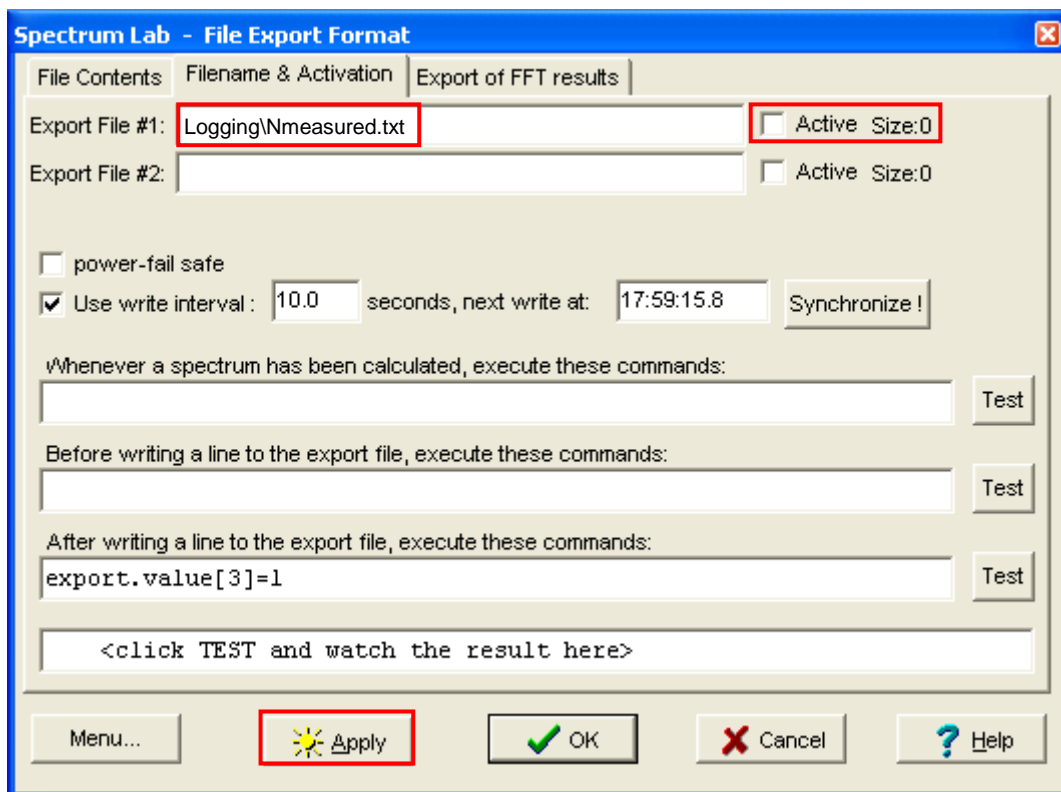 Spectrum Lab - File Export Format
File Contents Filename & Activation Export of FFT results
Export File #1: Logging\Nmeasured.txt Active Size:0
Export File #2: Active Size:0
power-fail safe
Use write interval : 10.0 seconds, next write at: 17:59:15.8 Synchronize !
Whenever a spectrum has been calculated, execute these commands:
Test
Before writing a line to the export file, execute these commands:
Test
After writing a line to the export file, execute these commands:
export.value[3]=1 Test
<click TEST and watch the result here>
Menu... Apply OK Cancel Help